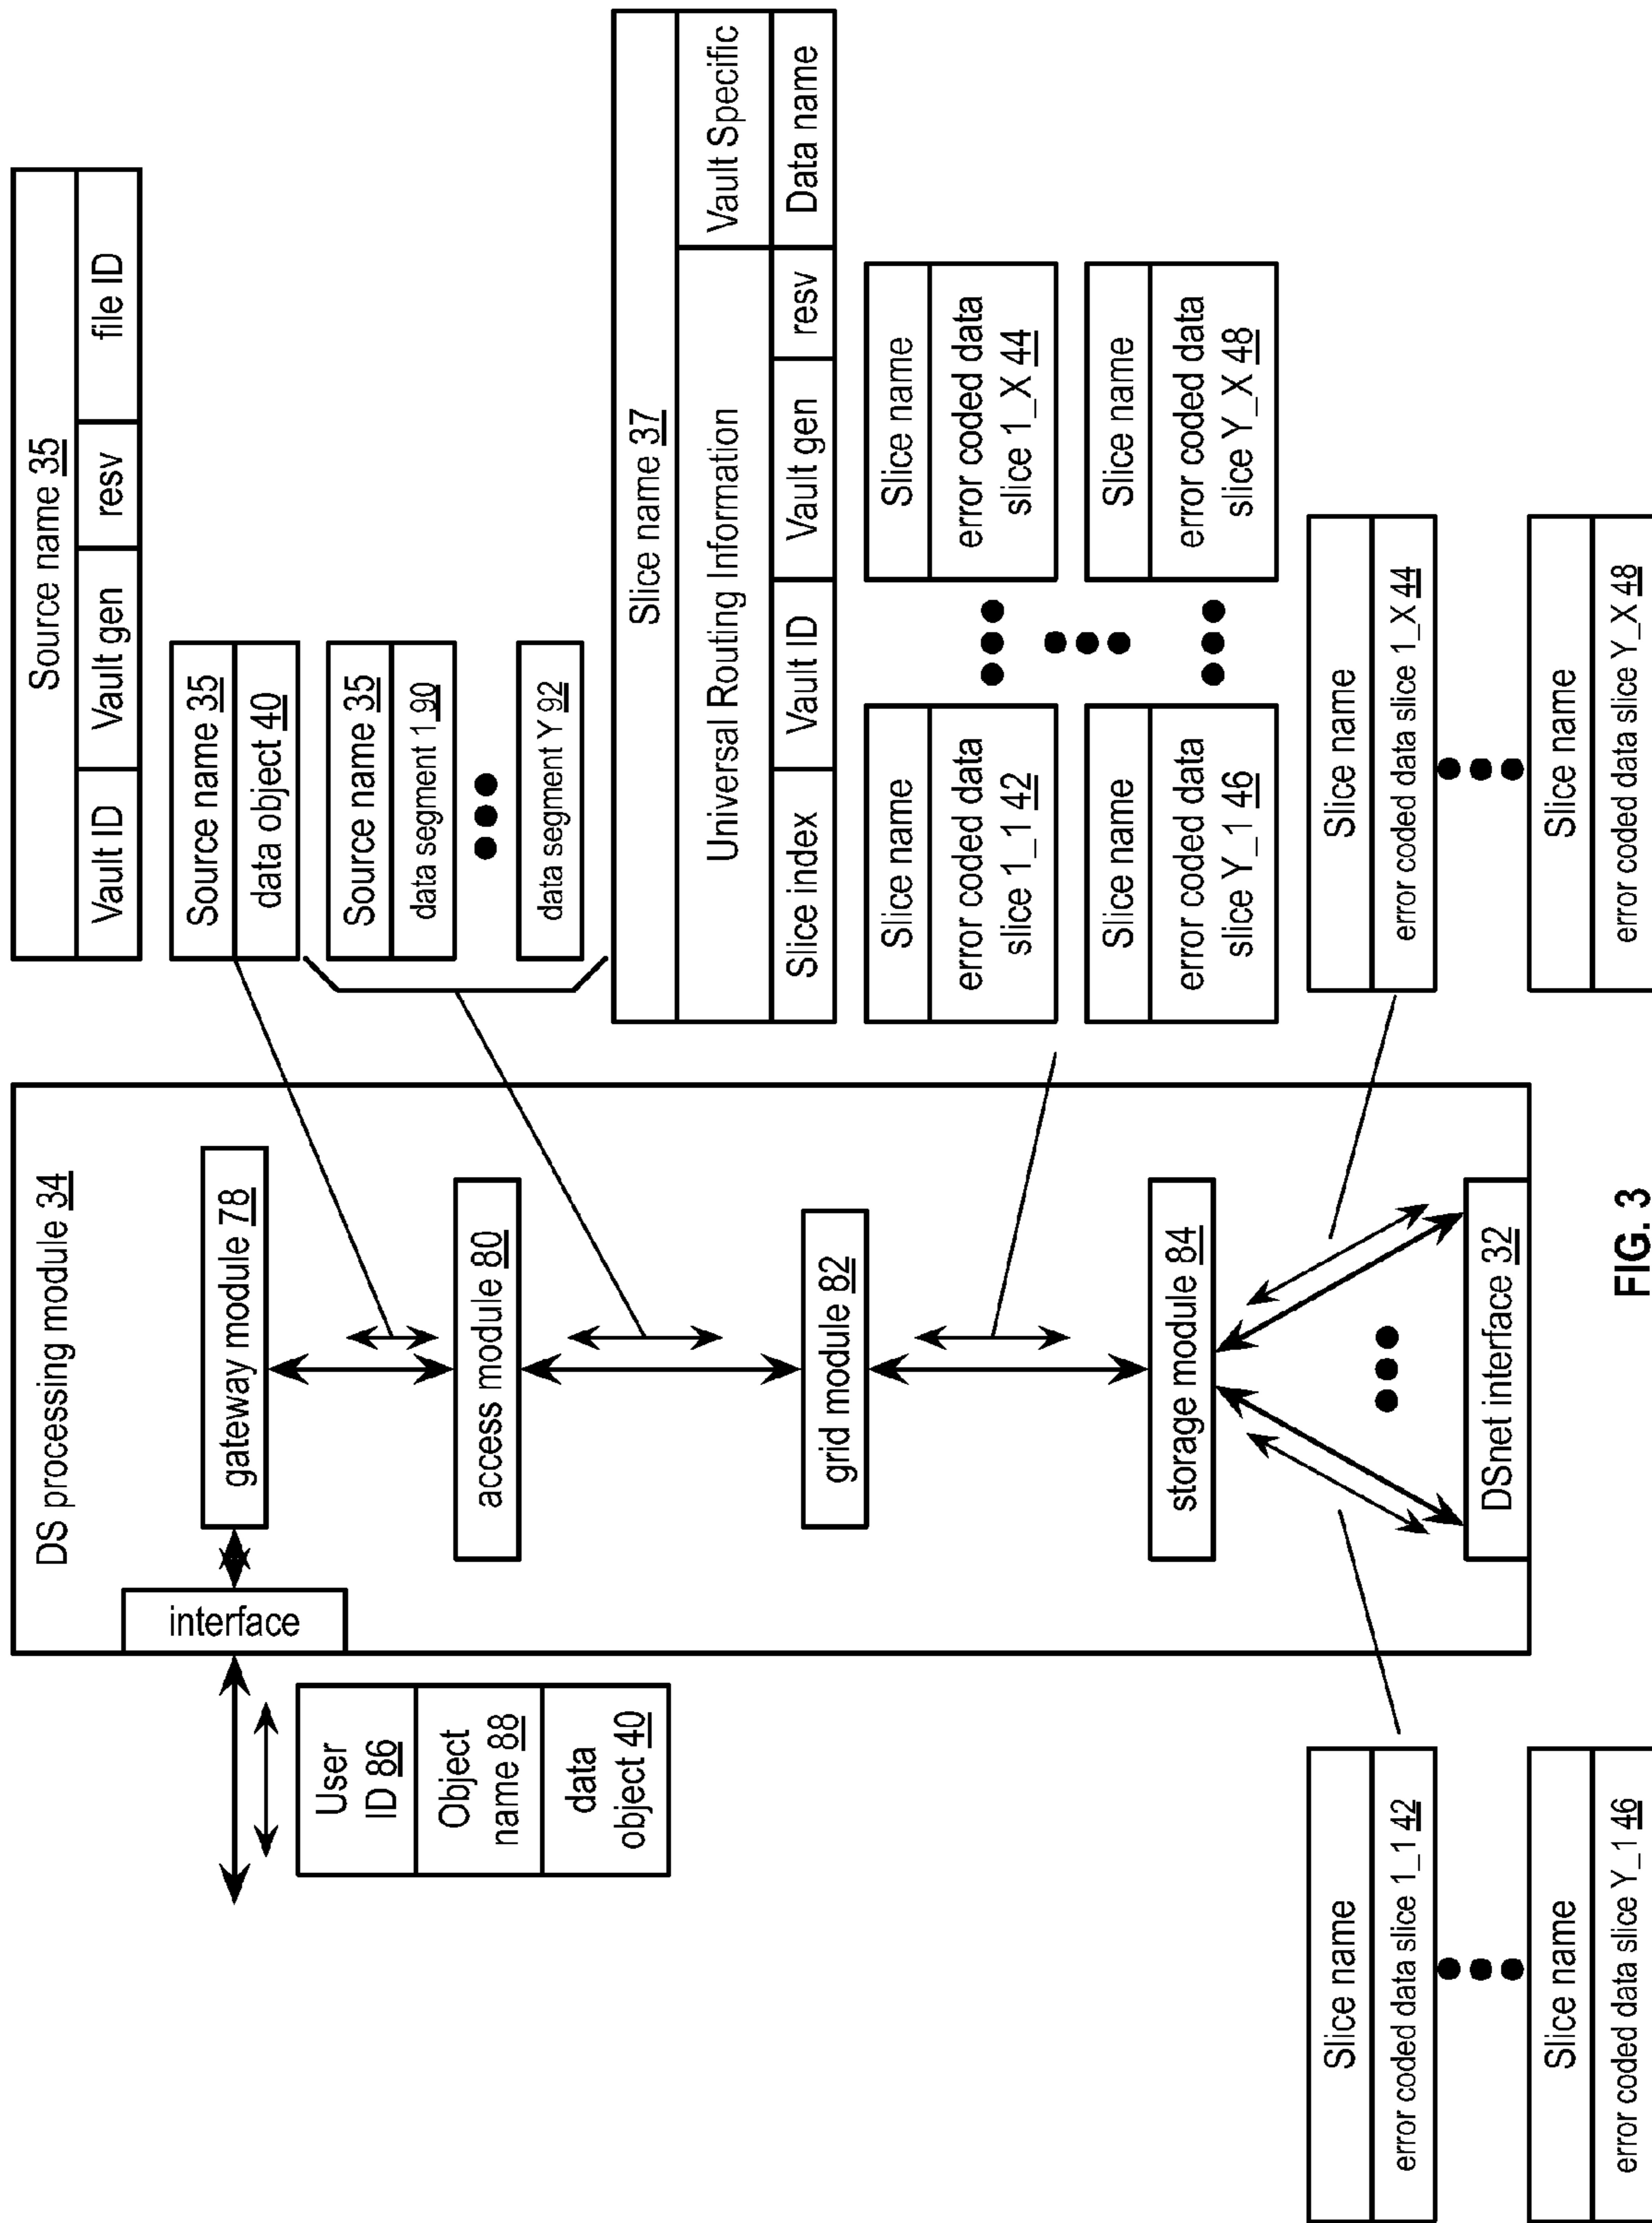 DS processing module 34
interface
gateway module 78
access module 80
grid module 82
storage module 84
DSnet interface 32
User
ID 86
Object
name 88
data
object 40
Source name 35
Vault ID
Vault gen
resv
file ID
Source name 35
data object 40
Source name 35
data segment 1 90
data segment Y 92
Slice name 37
Universal Routing Information
Vault Specific
Slice index
Vault ID
Vault gen
resv
Data name
Slice name
error coded data
slice 1_1 42
Slice name
error coded data
slice 1_X 44
Slice name
error coded data
slice Y_1 46
Slice name
error coded data
slice Y_X 48
Slice name
error coded data slice 1_1 42
Slice name
error coded data slice Y_1 46
Slice name
error coded data slice 1_X 44
Slice name
error coded data slice Y_X 48
FIG. 3